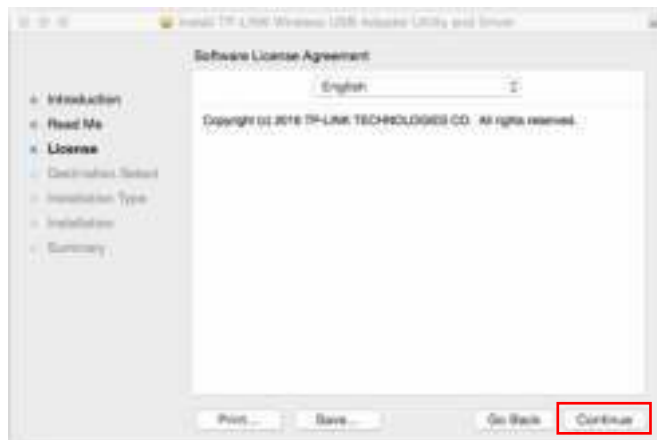 Install TP-LINK Wireless USB Adapter Utility and Driver
Software License Agreement
English
Introduction
Read Me
License
Destination Select
Installation Type
Installation
Summary
Copyright (c) 2016 TP-LINK TECHNOLOGIES CO. All rights reserved.
Print... Save... Go Back Continue